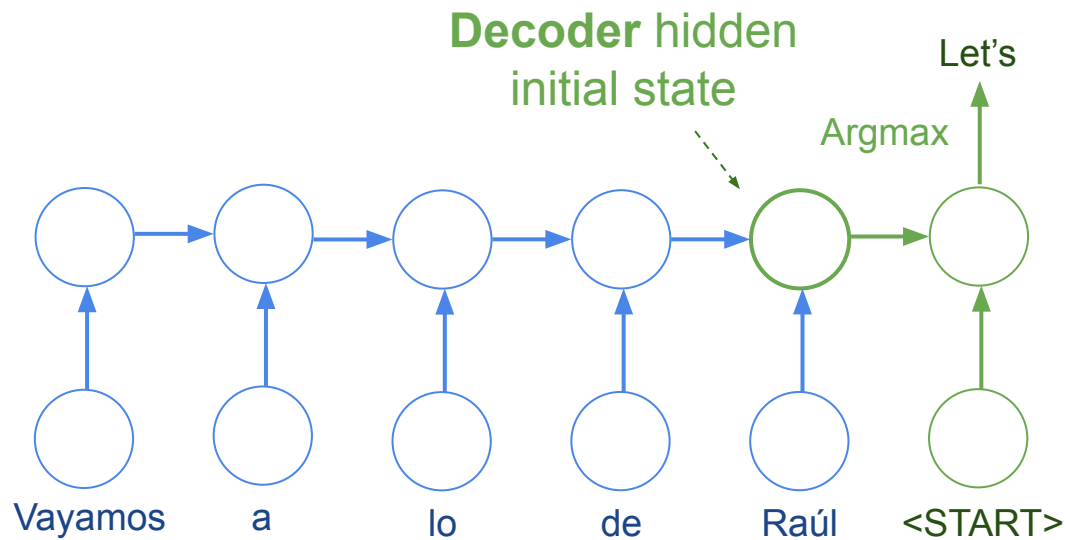 Decoder hidden
initial state
Let's
Argmax
Vayamos a lo de Raúl <START>